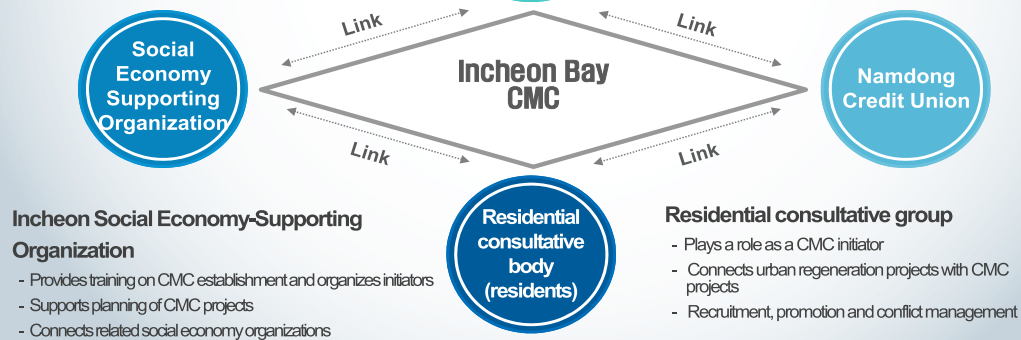 Link
Link
Social
Economy
Supporting
Organization
Incheon Bay
CMC
Namdong
Credit Union
Link
Link
Residential
consultative
body
(residents)
Incheon Social Economy-Supporting
Organization
- Provides training on CMC establishment and organizes initiators
- Supports planning of CMC projects
- Connects related social economy organizations
Residential consultative group
- Plays a role as a CMC initiator
- Connects urban regeneration projects with CMC
projects
- Recruitment, promotion and conflict management